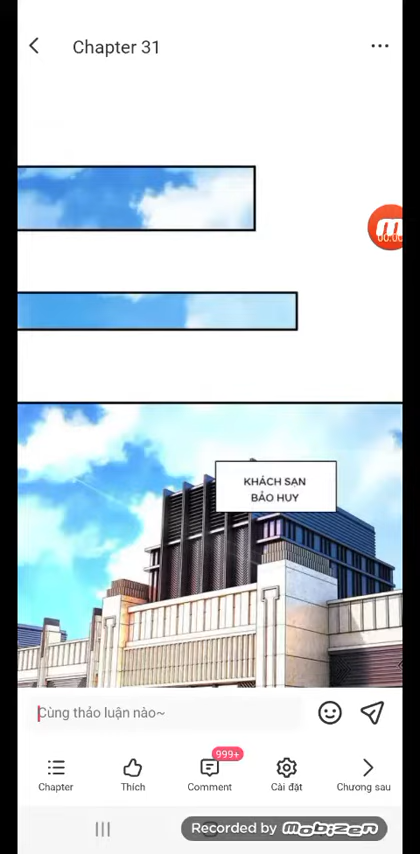 Chapter 31
KHÁCH SẠN
BẢO HUY
Cùng thảo luận nào~
999+
Chapter
Thích
Comment
Cài đặt
Chương sau
Recorded by MOBIZEN